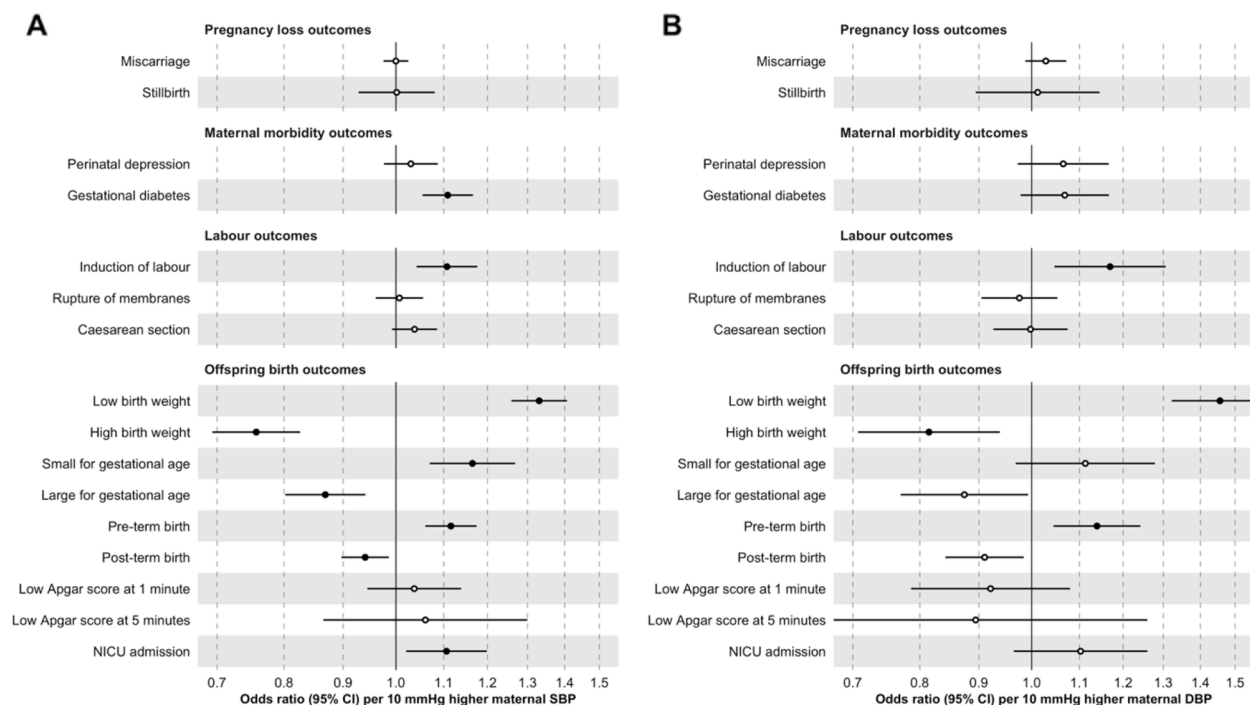 A
Pregnancy loss outcomes
Miscarriage
Stillbirth
Maternal morbidity outcomes
Perinatal depression
Gestational diabetes
Labour outcomes
Induction of labour
Rupture of membranes
Caesarean section
Offspring birth outcomes
Low birth weight
High birth weight
Small for gestational age
Large for gestational age
Pre-term birth
Post-term birth
Low Apgar score at 1 minute
Low Apgar score at 5 minutes
NICU admission
0.7 0.8 0.9 1.0 1.1 1.2 1.3 1.4 1.5
Odds ratio (95% CI) per 10 mmHg higher maternal SBP
B
Pregnancy loss outcomes
Miscarriage
Stillbirth
Maternal morbidity outcomes
Perinatal depression
Gestational diabetes
Labour outcomes
Induction of labour
Rupture of membranes
Caesarean section
Offspring birth outcomes
Low birth weight
High birth weight
Small for gestational age
Large for gestational age
Pre-term birth
Post-term birth
Low Apgar score at 1 minute
Low Apgar score at 5 minutes
NICU admission
0.7 0.8 0.9 1.0 1.1 1.2 1.3 1.4 1.5
Odds ratio (95% CI) per 10 mmHg higher maternal DBP